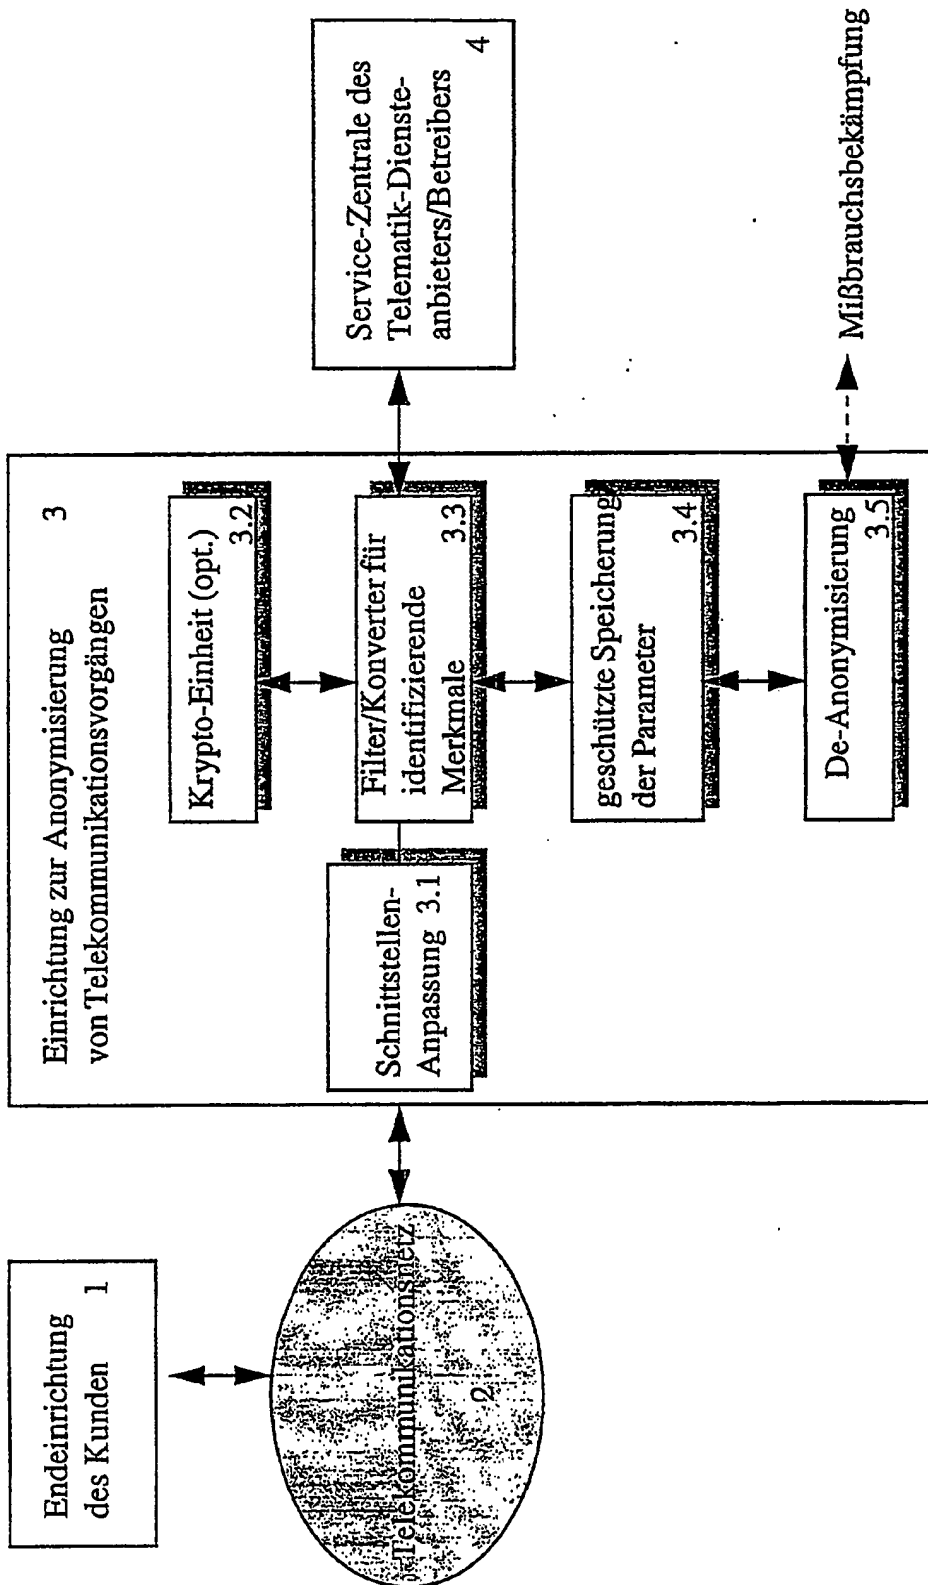 Endeinrichtung
des Kunden 1
Telekommunikationsnetz
2
Einrichtung zur Anonymisierung 3
von Telekommunikationsvorgängen
Schnittstellen-
Anpassung 3.1
Krypto-Einheit (opt.)
3.2
Filter/Konverter für
identifizierende 3.3
Merkmale
geschützte Speicherung
der Parameter 3.4
De-Anonymisierung
3.5
Service-Zentrale des
Telematik-Dienste-
anbieters/Betreibers
4
Mißbrauchsbekämpfung